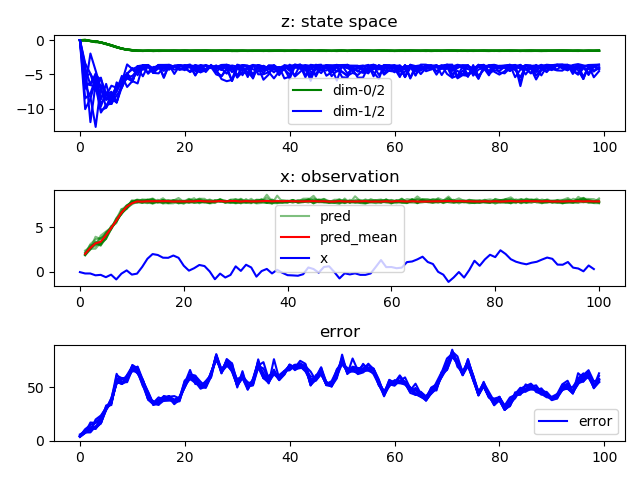 z: state space
0
−5
−10
dim-0/2
dim-1/2
0 20 40 60 80 100
x: observation
5
0
pred
pred_mean
x
0 20 40 60 80 100
error
50
0
error
0 20 40 60 80 100